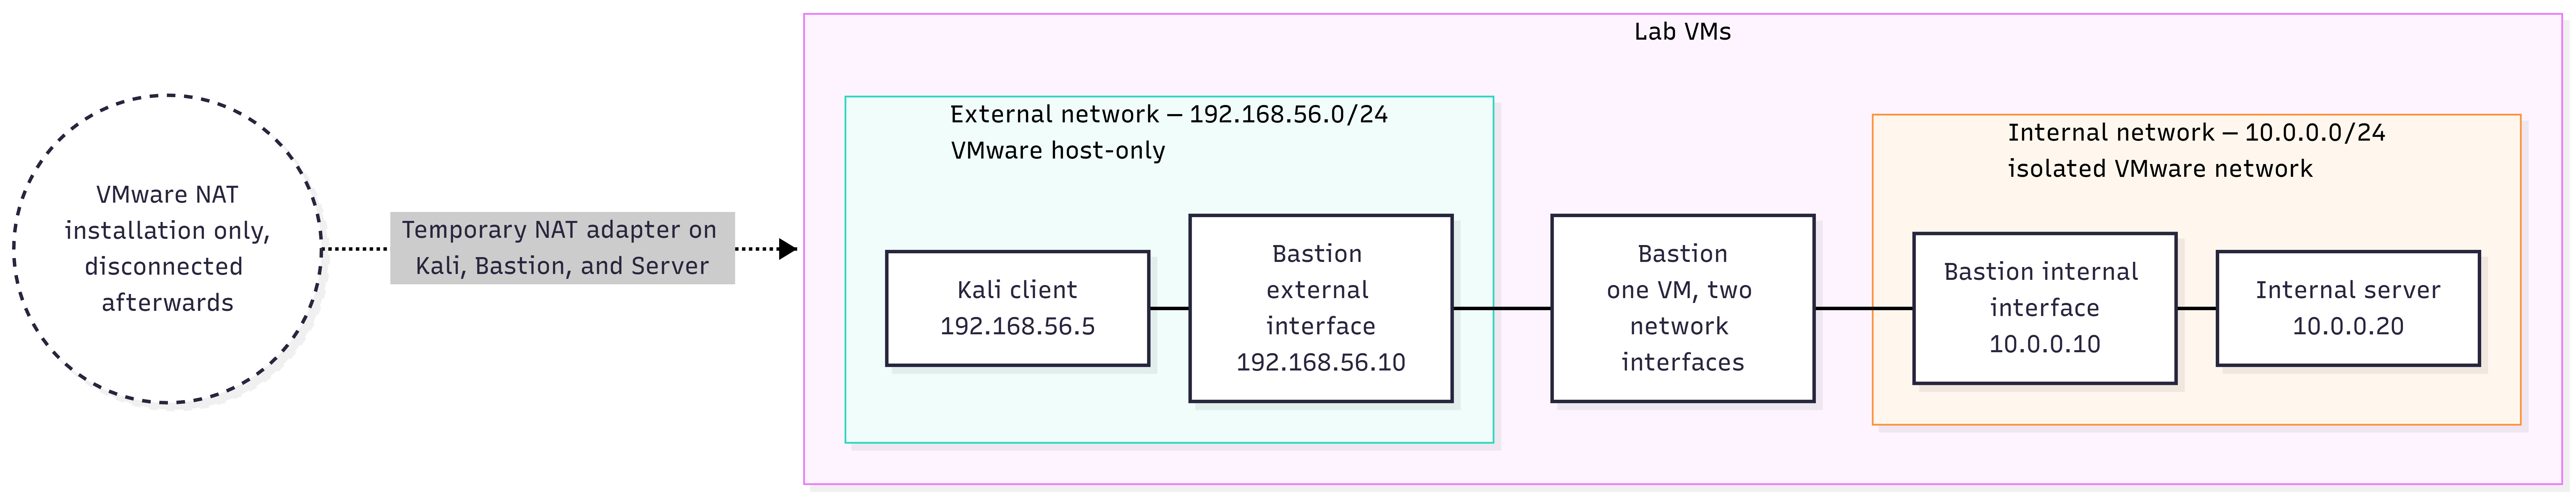 VMware NAT
installation only,
disconnected
afterwards
Temporary NAT adapter on
Kali, Bastion, and Server
Lab VMs
External network – 192.168.56.0/24
VMware host-only
Kali client
192.168.56.5
Bastion
external
interface
192.168.56.10
Bastion
one VM, two
network
interfaces
Internal network – 10.0.0.0/24
isolated VMware network
Bastion internal
interface
10.0.0.10
Internal server
10.0.0.20